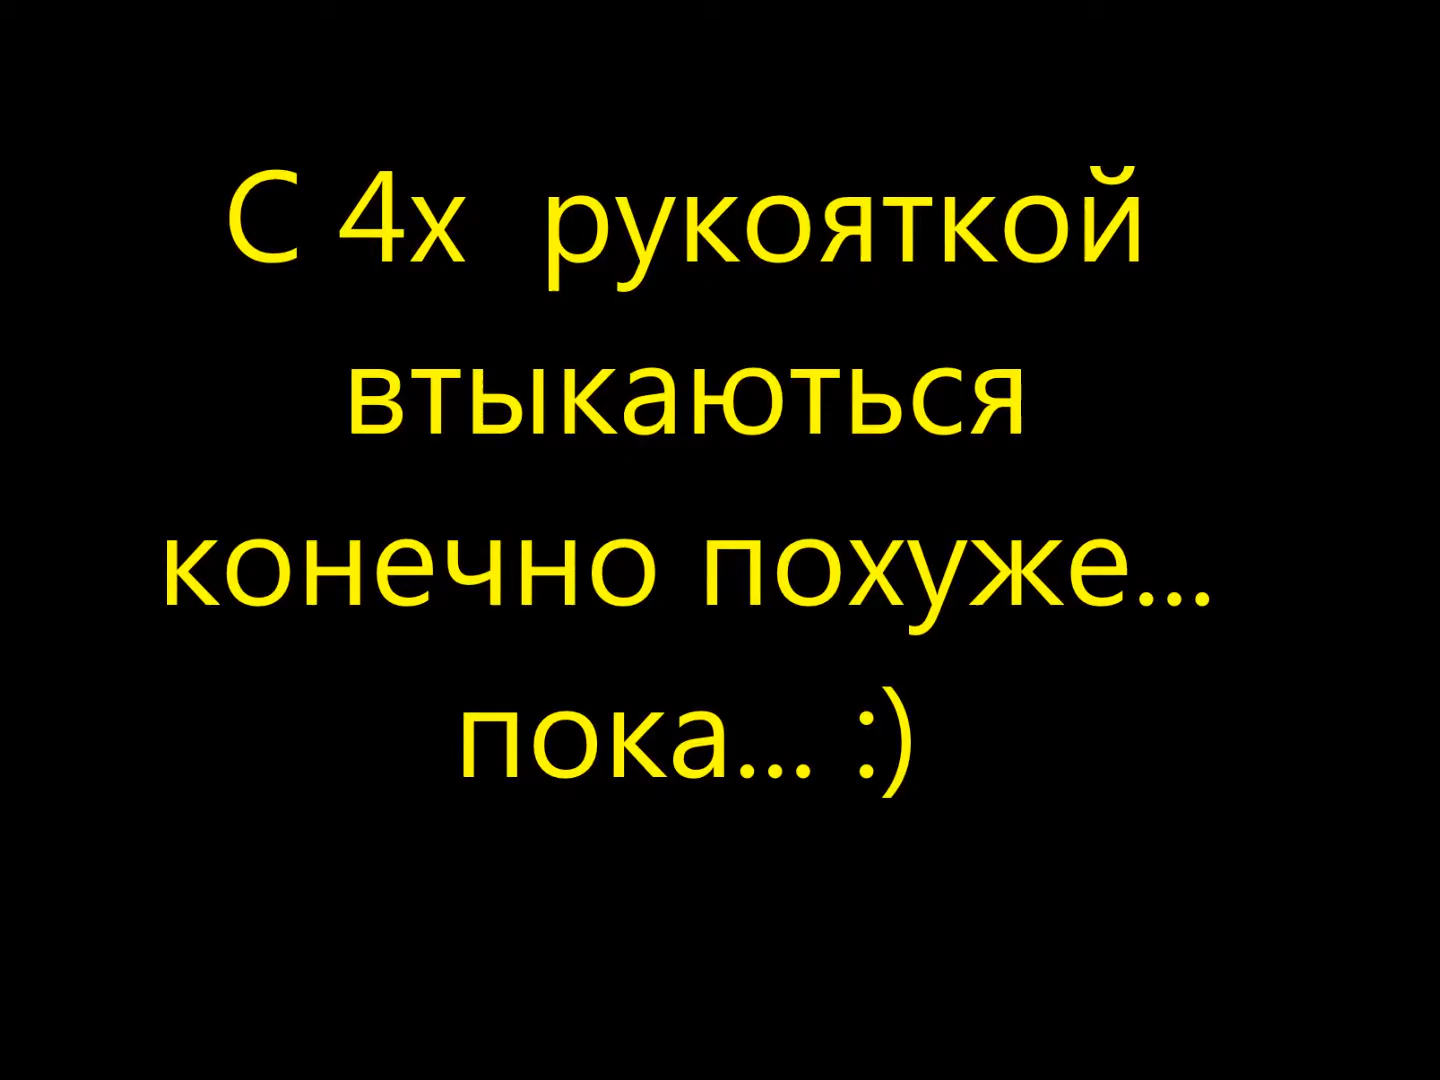 С 4х  рукояткой
втыкаються
конечно похуже...
пока... :)